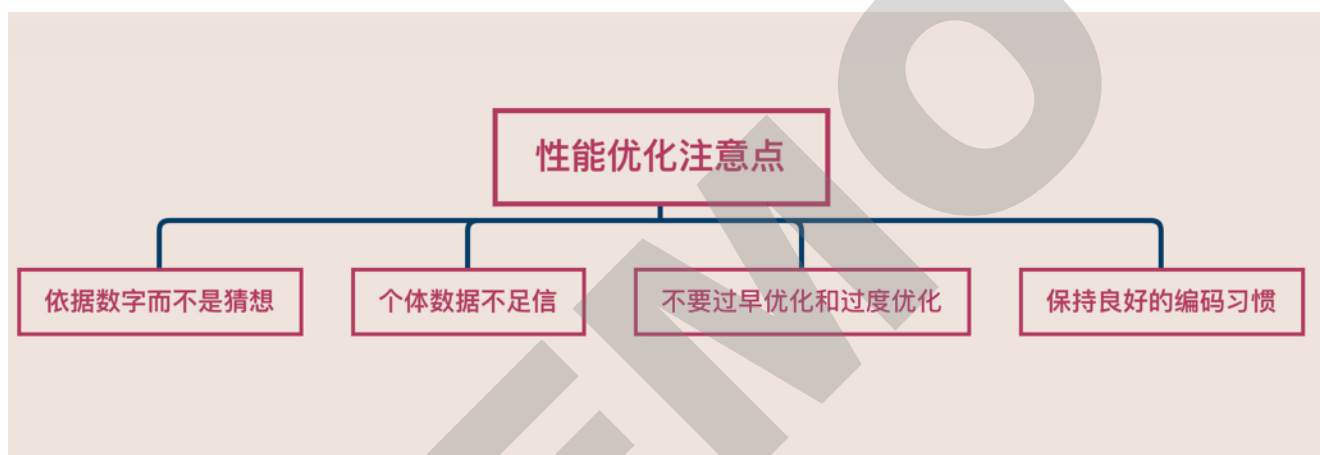 性能优化注意点
依据数字而不是猜想
个体数据不足信
不要过早优化和过度优化
保持良好的编码习惯